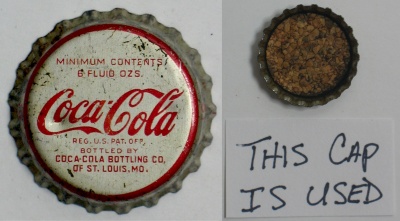 MINIMUM CONTENTS
6 FLUID OZS.
Coca-Cola
REG. U.S. PAT. OFF.
BOTTLED BY
COCA-COLA BOTTLING CO.
OF ST. LOUIS, MO.
THIS CAP
IS USED